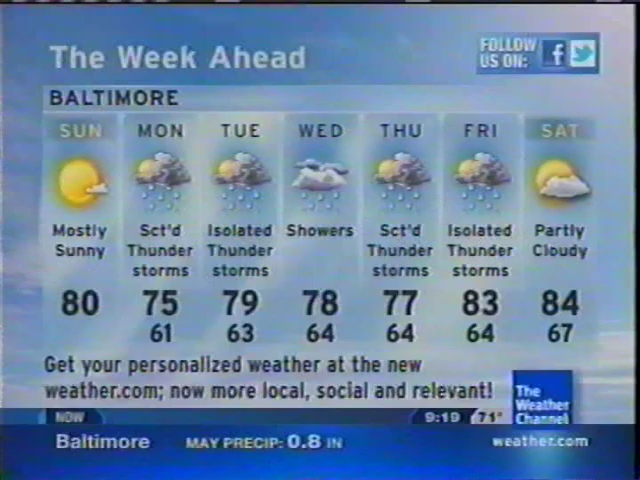 The Week Ahead
FOLLOW
US ON:
BALTIMORE
SUN MON TUE WED THU FRI SAT
Mostly Sunny
Sct'd Thunder storms
Isolated Thunder storms
Showers
Sct'd Thunder storms
Isolated Thunder storms
Partly Cloudy
80 75 79 78 77 83 84
61 63 64 64 64 67
Get your personalized weather at the new
weather.com; now more local, social and relevant!
The
Weather
Channel
NOW 9:19 71°
Baltimore MAY PRECIP: 0.8 IN weather.com